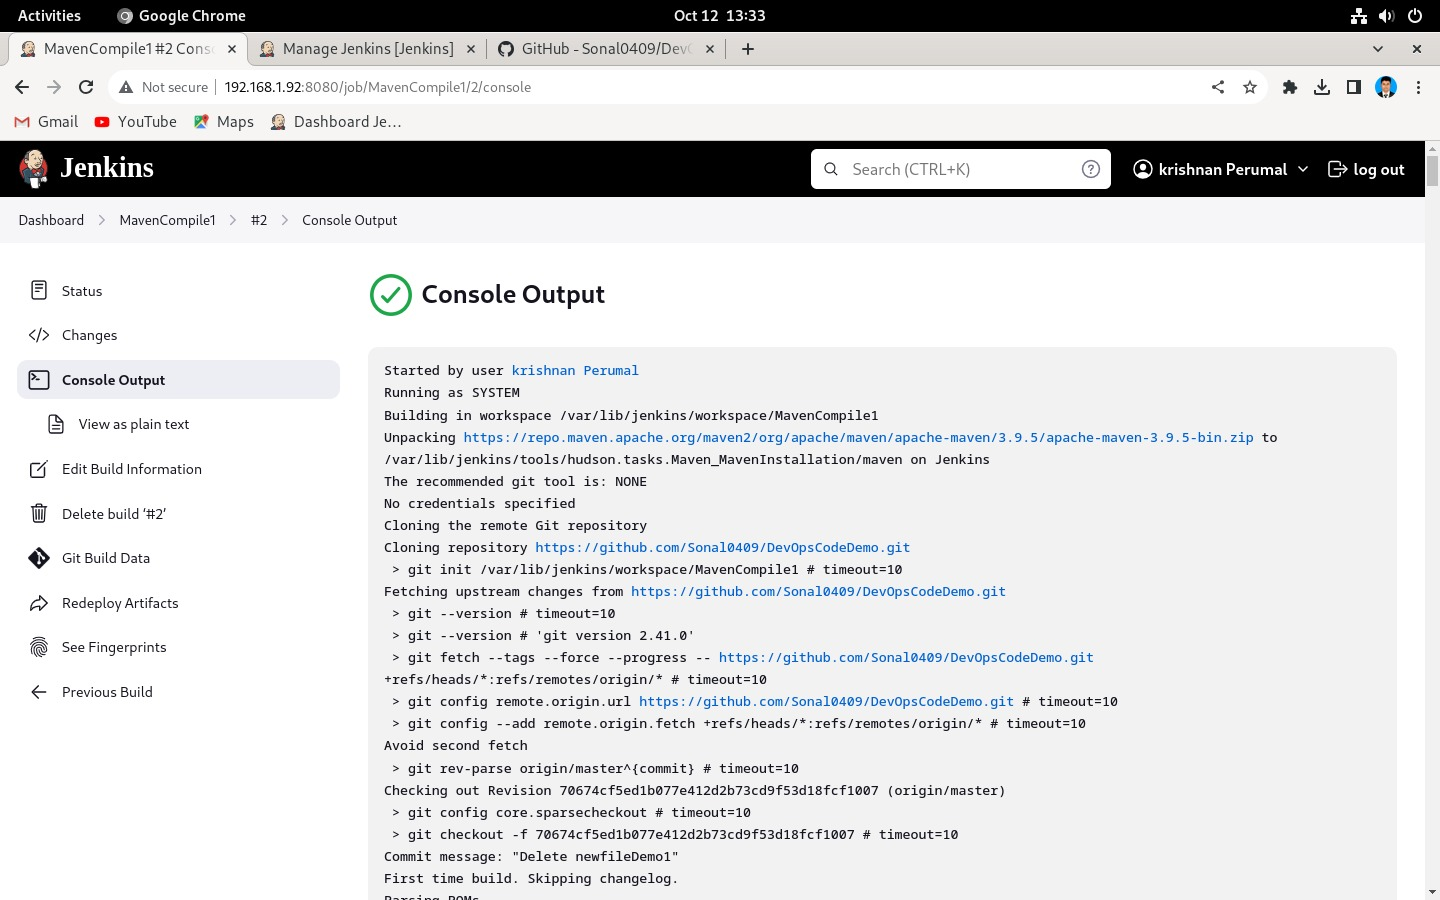 Activities Google Chrome Oct 12 13:33
MavenCompile1 #2 Cons Manage Jenkins [Jenkins] GitHub - Sonal0409/Dev
Not secure 192.168.1.92:8080/job/MavenCompile1/2/console
Gmail YouTube Maps Dashboard Je...
Jenkins Search (CTRL+K) krishnan Perumal log out
Dashboard MavenCompile1 #2 Console Output
Status
Changes
Console Output
View as plain text
Edit Build Information
Delete build ‘#2’
Git Build Data
Redeploy Artifacts
See Fingerprints
Previous Build
Console Output
Started by user krishnan Perumal
Running as SYSTEM
Building in workspace /var/lib/jenkins/workspace/MavenCompile1
Unpacking https://repo.maven.apache.org/maven2/org/apache/maven/apache-maven/3.9.5/apache-maven-3.9.5-bin.zip to
/var/lib/jenkins/tools/hudson.tasks.Maven_MavenInstallation/maven on Jenkins
The recommended git tool is: NONE
No credentials specified
Cloning the remote Git repository
Cloning repository https://github.com/Sonal0409/DevOpsCodeDemo.git
> git init /var/lib/jenkins/workspace/MavenCompile1 # timeout=10
Fetching upstream changes from https://github.com/Sonal0409/DevOpsCodeDemo.git
> git --version # timeout=10
> git --version # 'git version 2.41.0'
> git fetch --tags --force --progress -- https://github.com/Sonal0409/DevOpsCodeDemo.git
+refs/heads/*:refs/remotes/origin/* # timeout=10
> git config remote.origin.url https://github.com/Sonal0409/DevOpsCodeDemo.git # timeout=10
> git config --add remote.origin.fetch +refs/heads/*:refs/remotes/origin/* # timeout=10
Avoid second fetch
> git rev-parse origin/master^{commit} # timeout=10
Checking out Revision 70674cf5ed1b077e412d2b73cd9f53d18fcf1007 (origin/master)
> git config core.sparsecheckout # timeout=10
> git checkout -f 70674cf5ed1b077e412d2b73cd9f53d18fcf1007 # timeout=10
Commit message: "Delete newfileDemo1"
First time build. Skipping changelog.
Parsing POMs